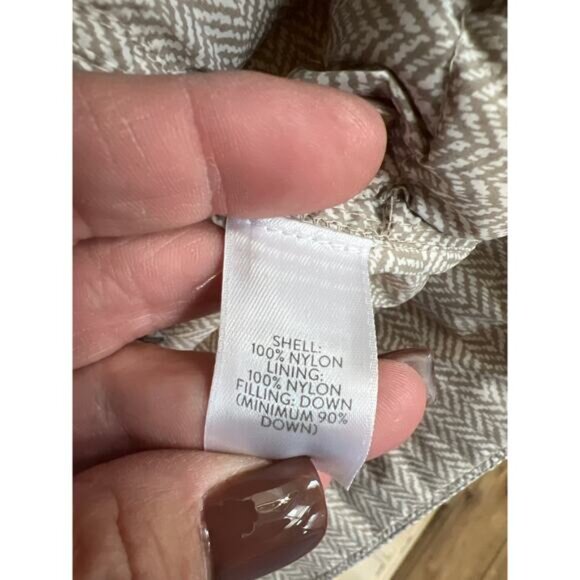 SHELL:
100% NYLON
LINING:
100% NYLON
FILLING: DOWN
(MINIMUM 90%
DOWN)